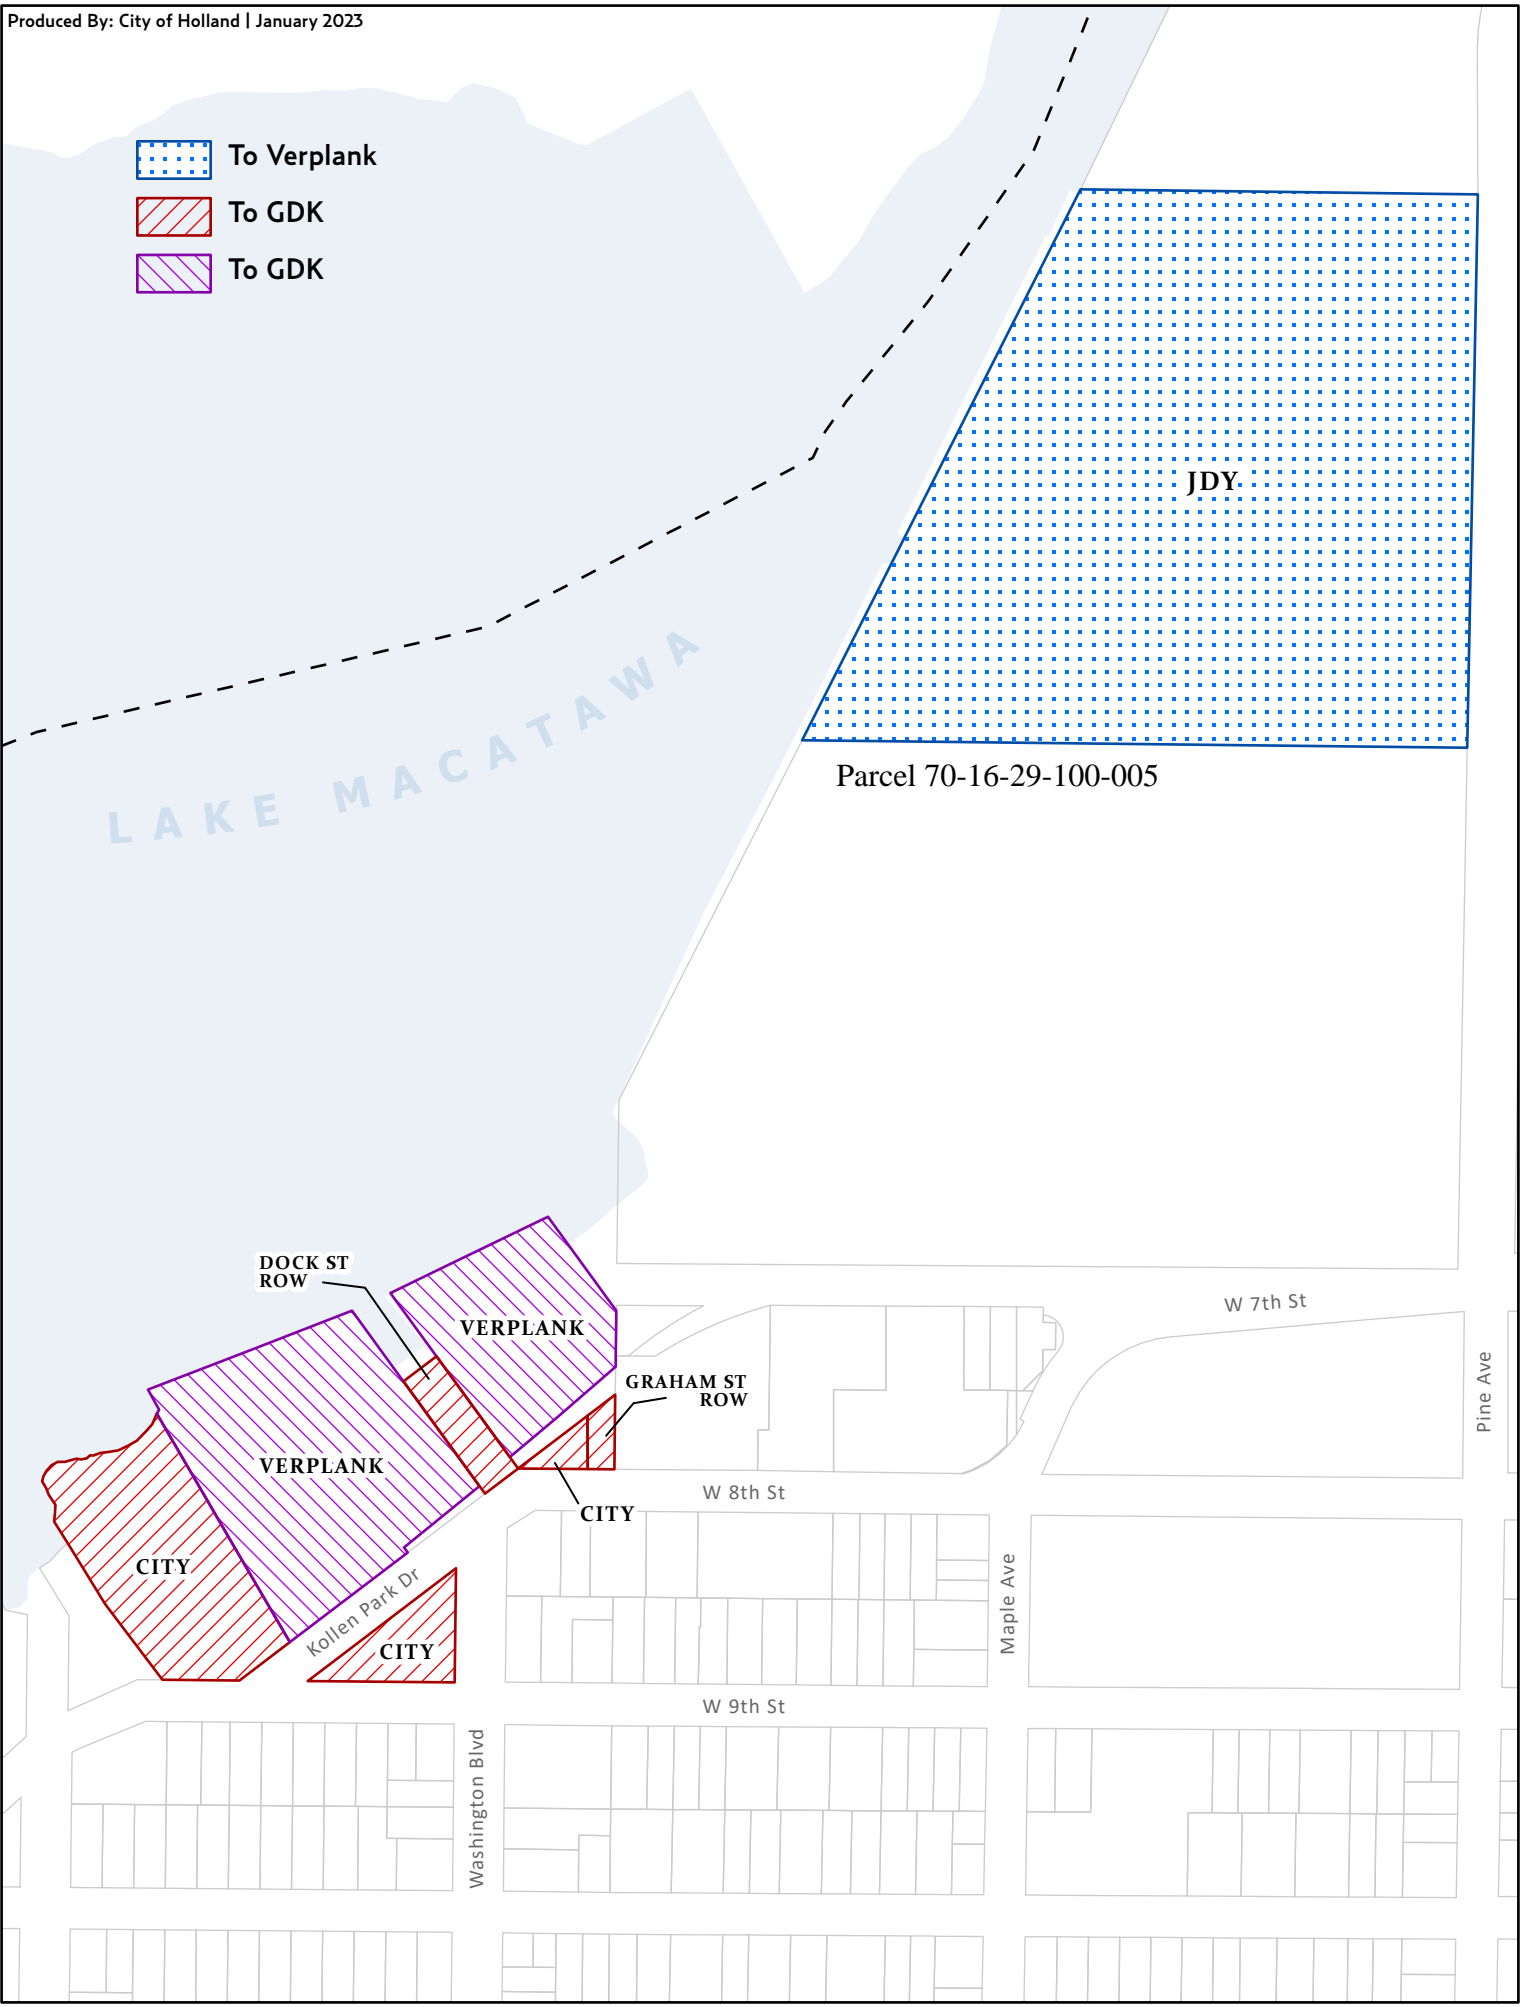 Produced By: City of Holland | January 2023
To Verplank
To GDK
To GDK
JDY
LAKE MACATAWA
Parcel 70-16-29-100-005
DOCK ST
ROW
VERPLANK
W 7th St
GRAHAM ST
ROW
Pine Ave
VERPLANK
W 8th St
CITY
CITY
Kollen Park Dr
Maple Ave
CITY
W 9th St
Washington Blvd